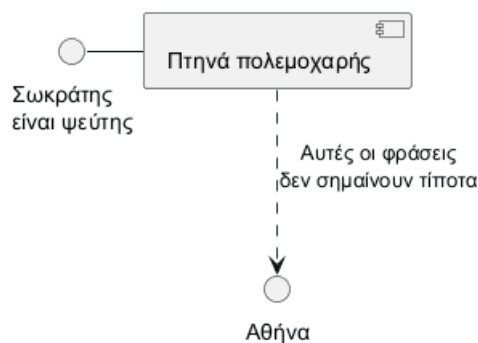 Πτηνά πολεμοχαρής
Σωκράτης
είναι ψεύτης
Αυτές οι φράσεις
δεν σημαίνουν τίποτα
Αθήνα